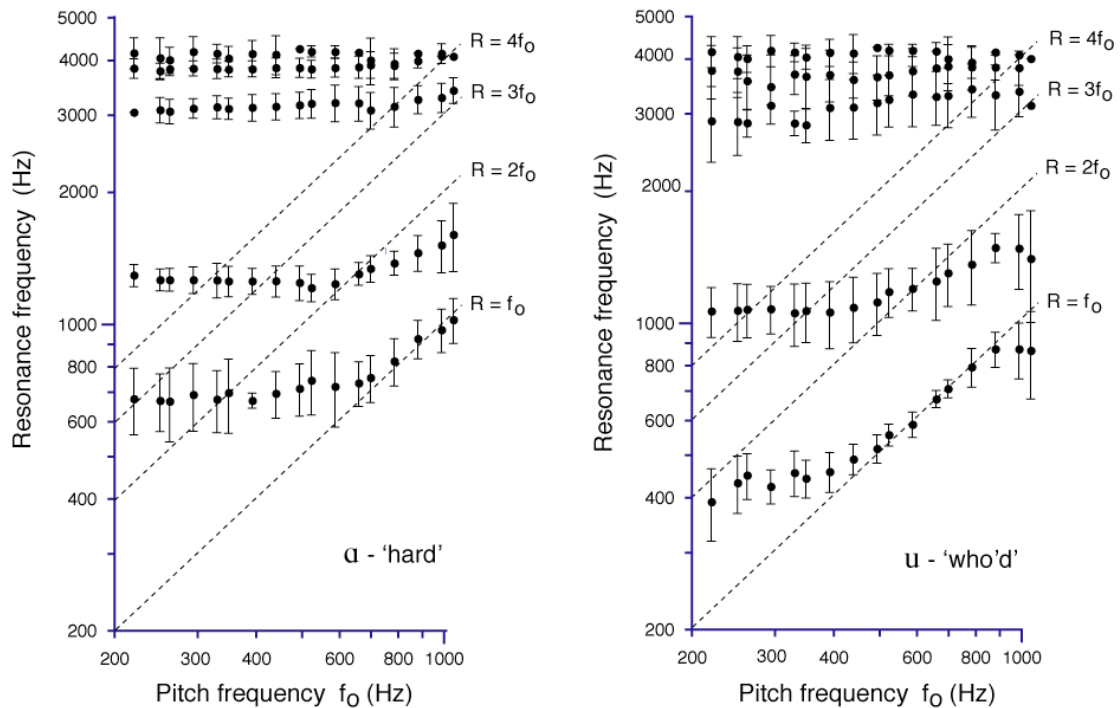 5000
4000
3000
2000
1000
800
600
400
200
Resonance frequency (Hz)
R = 4fo
R = 3fo
R = 2fo
R = fo
ɑ - ‘hard’
200 300 400 600 800 1000
Pitch frequency fo (Hz)
5000
4000
3000
2000
1000
800
600
400
200
Resonance frequency (Hz)
R = 4fo
R = 3fo
R = 2fo
R = fo
u - ‘who’d’
200 300 400 600 800 1000
Pitch frequency fo (Hz)